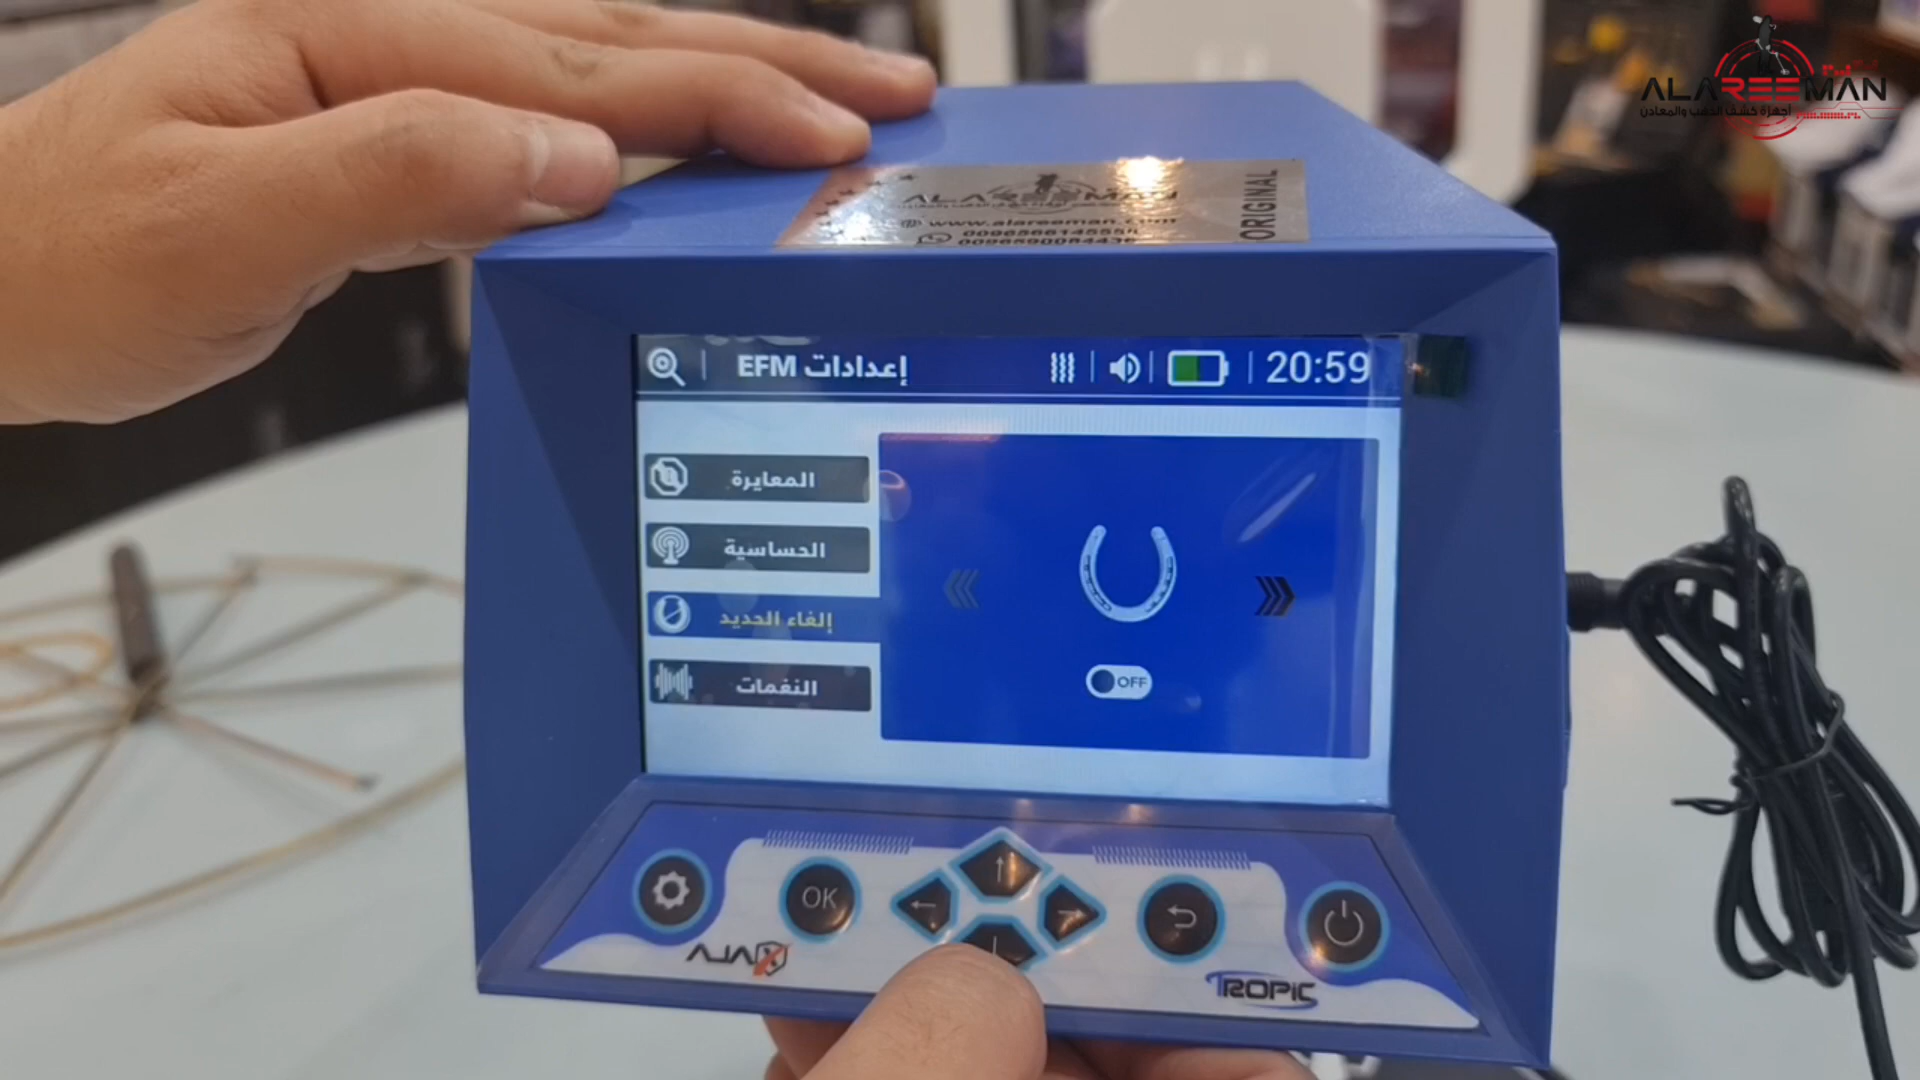 ALAREEMAN
أجهزة كشف الذهب والمعادن
ALAREEMAN
www.alareeman.com
ORIGINAL
إعدادات EFM
20:59
المعايرة
الحساسية
إلغاء الحديد
النغمات
OFF
OK
AJAX
TROPIC